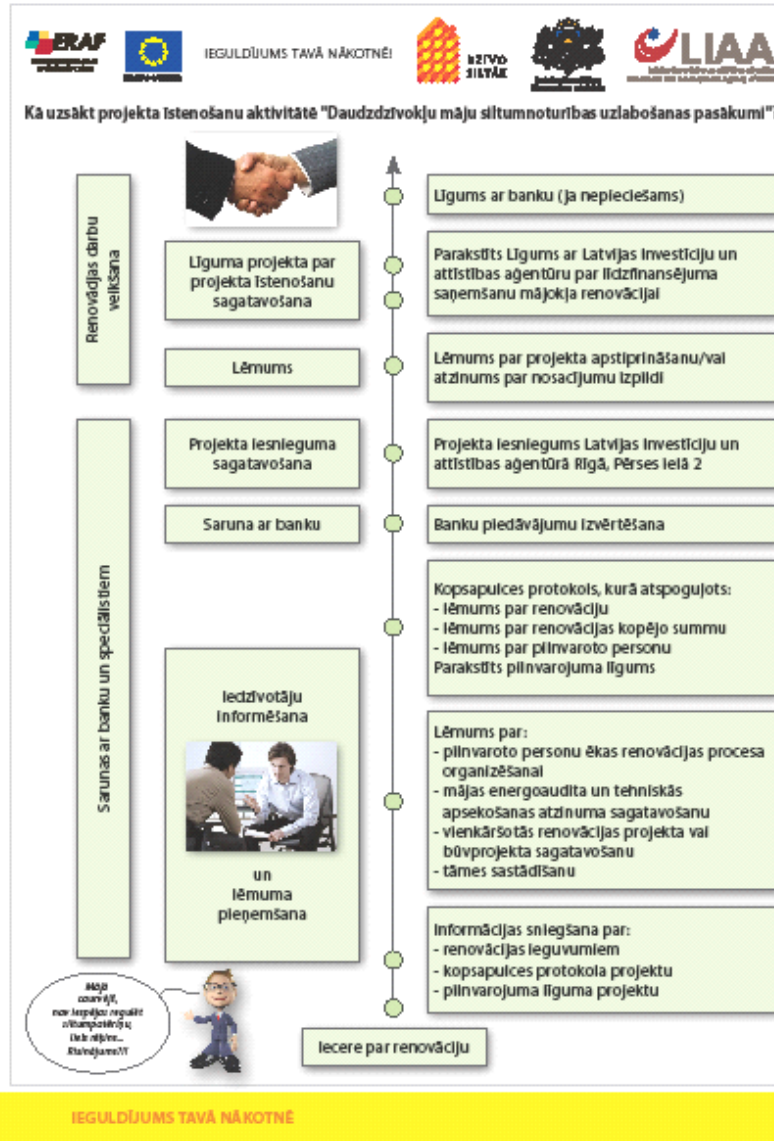 ERAF
IEGULDĪJUMS TAVĀ NĀKOTNĒ!
DZĪVO
SILTĀK
LIAA
Kā uzsākt projekta īstenošanu aktivitātē "Daudzdzīvokļu māju siltumnoturības uzlabošanas pasākumi"
Līgums ar banku (ja nepieciešams)
Renovācijas darbu
veikšana
Līguma projekta par
projekta īstenošanu
sagatavošana
Parakstīts Līgums ar Latvijas Investīciju un
attīstības aģentūru par līdzfinansējuma
saņemšanu mājokļa renovācijai
Lēmums
Lēmums par projekta apstiprināšanu/vai
atzinums par nosacījumu izpildi
Projekta iesnieguma
sagatavošana
Projekta iesniegums Latvijas Investīciju un
attīstības aģentūrā Rīgā, Pērses ielā 2
Saruna ar banku
Banku piedāvājumu izvērtēšana
Sarunas ar banku un speciālistiem
Kopsapulces protokols, kurā atspoguļots:
- lēmums par renovāciju
- lēmums par renovācijas kopējo summu
- lēmums par pilnvaroto personu
Parakstīts pilnvarojuma līgums
Iedzīvotāju
informēšana
un
lēmuma
pieņemšana
Lēmums par:
- pilnvaroto personu ēkas renovācijas procesa
organizēšanai
- mājas energoaudita un tehniskās
apsekošanas atzinuma sagatavošanu
- vienkāršotās renovācijas projekta vai
būvprojekta sagatavošanu
- tāmes sastādīšanu
Informācijas sniegšana par:
- renovācijas ieguvumiem
- kopsapulces protokola projektu
- pilnvarojuma līguma projektu
Mājā
caurvējš,
nav iespējas regulēt
siltumpatēriņu,
Risinājums?!!
Iecere par renovāciju
IEGULDĪJUMS TAVĀ NĀKOTNĒ